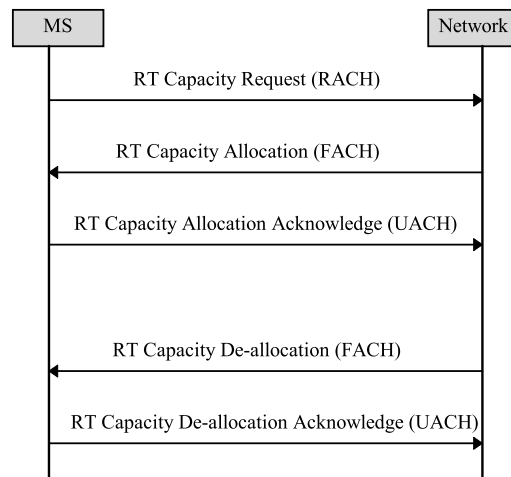 MS
Network
RT Capacity Request (RACH)
RT Capacity Allocation (FACH)
RT Capacity Allocation Acknowledge (UACH)
RT Capacity De-allocation (FACH)
RT Capacity De-allocation Acknowledge (UACH)